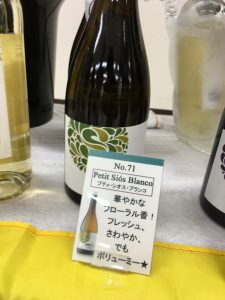 No.71
Petit Siós Blanco
プティ・シオス・ブランコ
華やかな
フローラル香!
フレッシュ、
さわやか、
でも
ボリューミー★